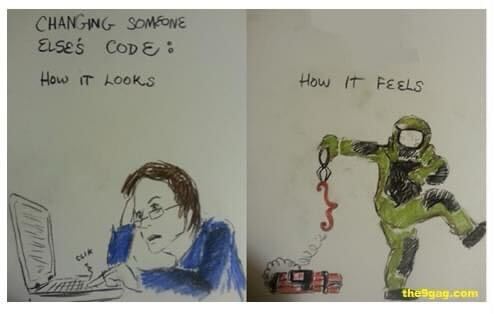 CHANGING SOMEONE
ELSE'S CODE:
HOW IT LOOKS
CLIK
HOW IT FEELS
the9gag.com